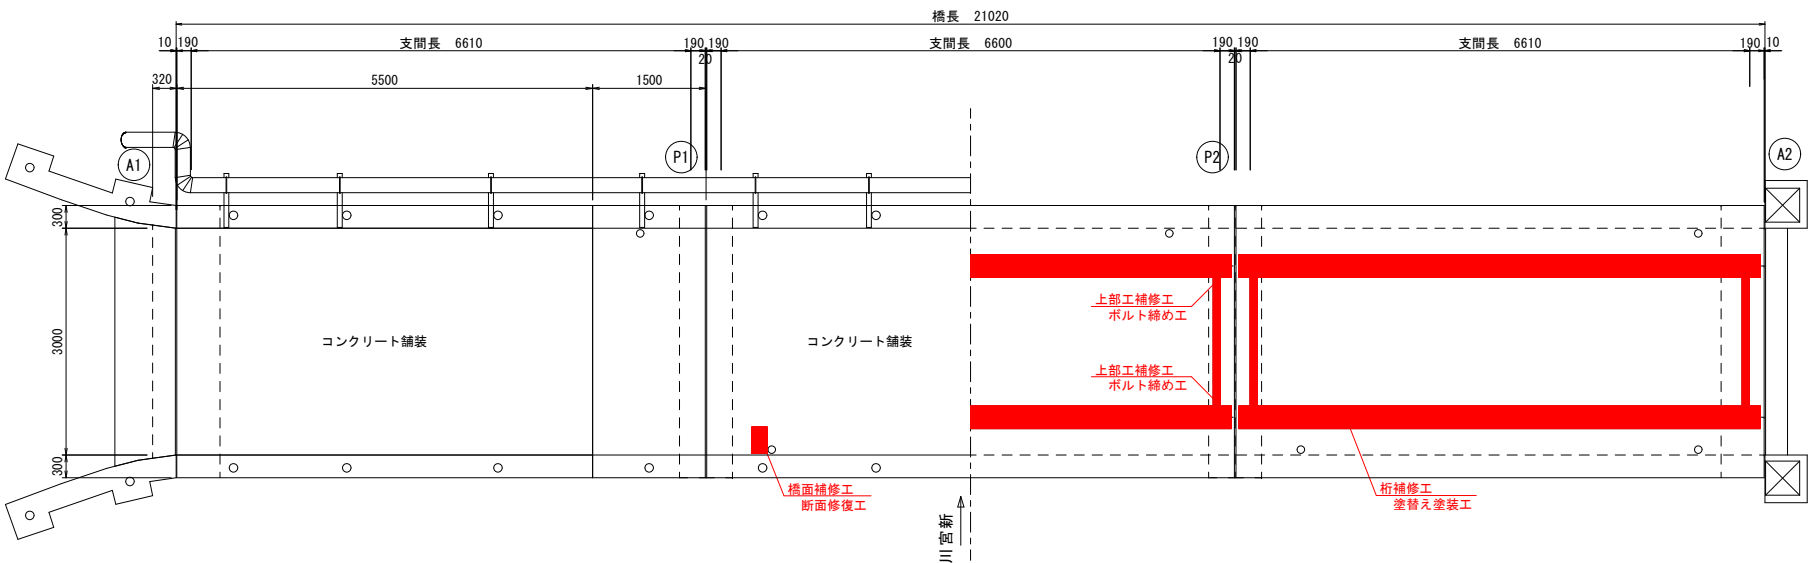 橋長　21020
10 190 支間長　6610 190 190 支間長　6600 190 190 支間長　6610 190 10
20 20
320 5500 1500
A1 P1 P2 A2
300
3000
300
コンクリート舗装 コンクリート舗装
上部工補修工
ボルト締め工
上部工補修工
ボルト締め工
橋面補修工
断面修復工
桁補修工
塗替え塗装工
川宮新